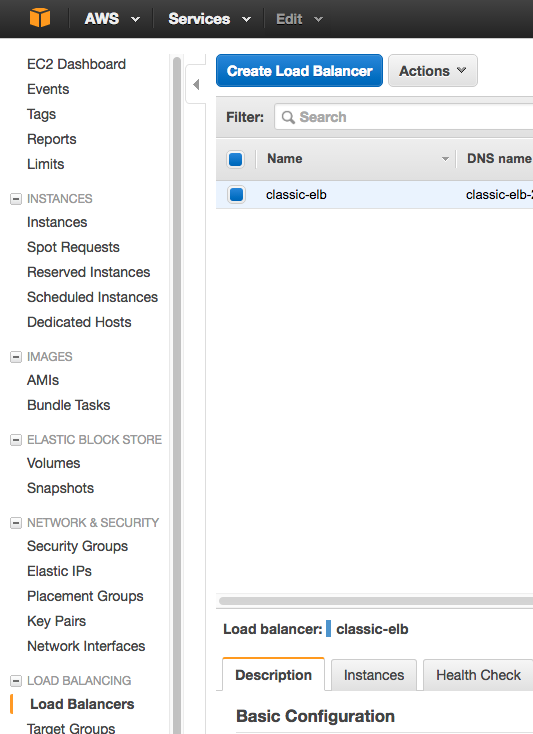 AWS Services Edit
EC2 Dashboard
Events
Tags
Reports
Limits
INSTANCES
Instances
Spot Requests
Reserved Instances
Scheduled Instances
Dedicated Hosts
IMAGES
AMIs
Bundle Tasks
ELASTIC BLOCK STORE
Volumes
Snapshots
NETWORK & SECURITY
Security Groups
Elastic IPs
Placement Groups
Key Pairs
Network Interfaces
LOAD BALANCING
Load Balancers
Target Groups
Create Load Balancer Actions
Filter: Search
Name DNS name
classic-elb classic-elb-
Load balancer: classic-elb
Description Instances Health Check
Basic Configuration